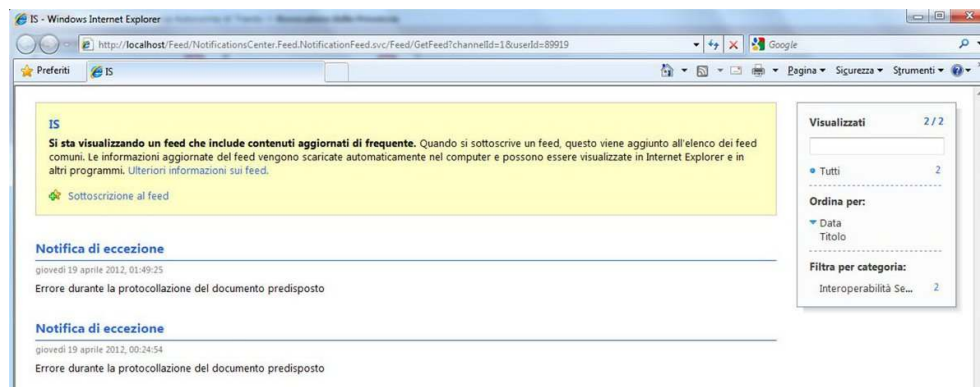 IS - Windows Internet Explorer
http://localhost/Feed/NotificationsCenter.Feed.NotificationFeed.svc/Feed/GetFeed?channelId=1&userId=89919
Google
Preferiti
IS
Pagina
Sicurezza
Strumenti
IS
Si sta visualizzando un feed che include contenuti aggiornati di frequente. Quando si sottoscrive un feed, questo viene aggiunto all'elenco dei feed
comuni. Le informazioni aggiornate del feed vengono scaricate automaticamente nel computer e possono essere visualizzate in Internet Explorer e in
altri programmi. Ulteriori informazioni sui feed.
Sottoscrizione al feed
Notifica di eccezione
giovedì 19 aprile 2012, 01:49:25
Errore durante la protocollazione del documento predisposto
Notifica di eccezione
giovedì 19 aprile 2012, 00:24:54
Errore durante la protocollazione del documento predisposto
Visualizzati 2 / 2
Tutti 2
Ordina per:
Data
Titolo
Filtra per categoria:
Interoperabilità Se... 2